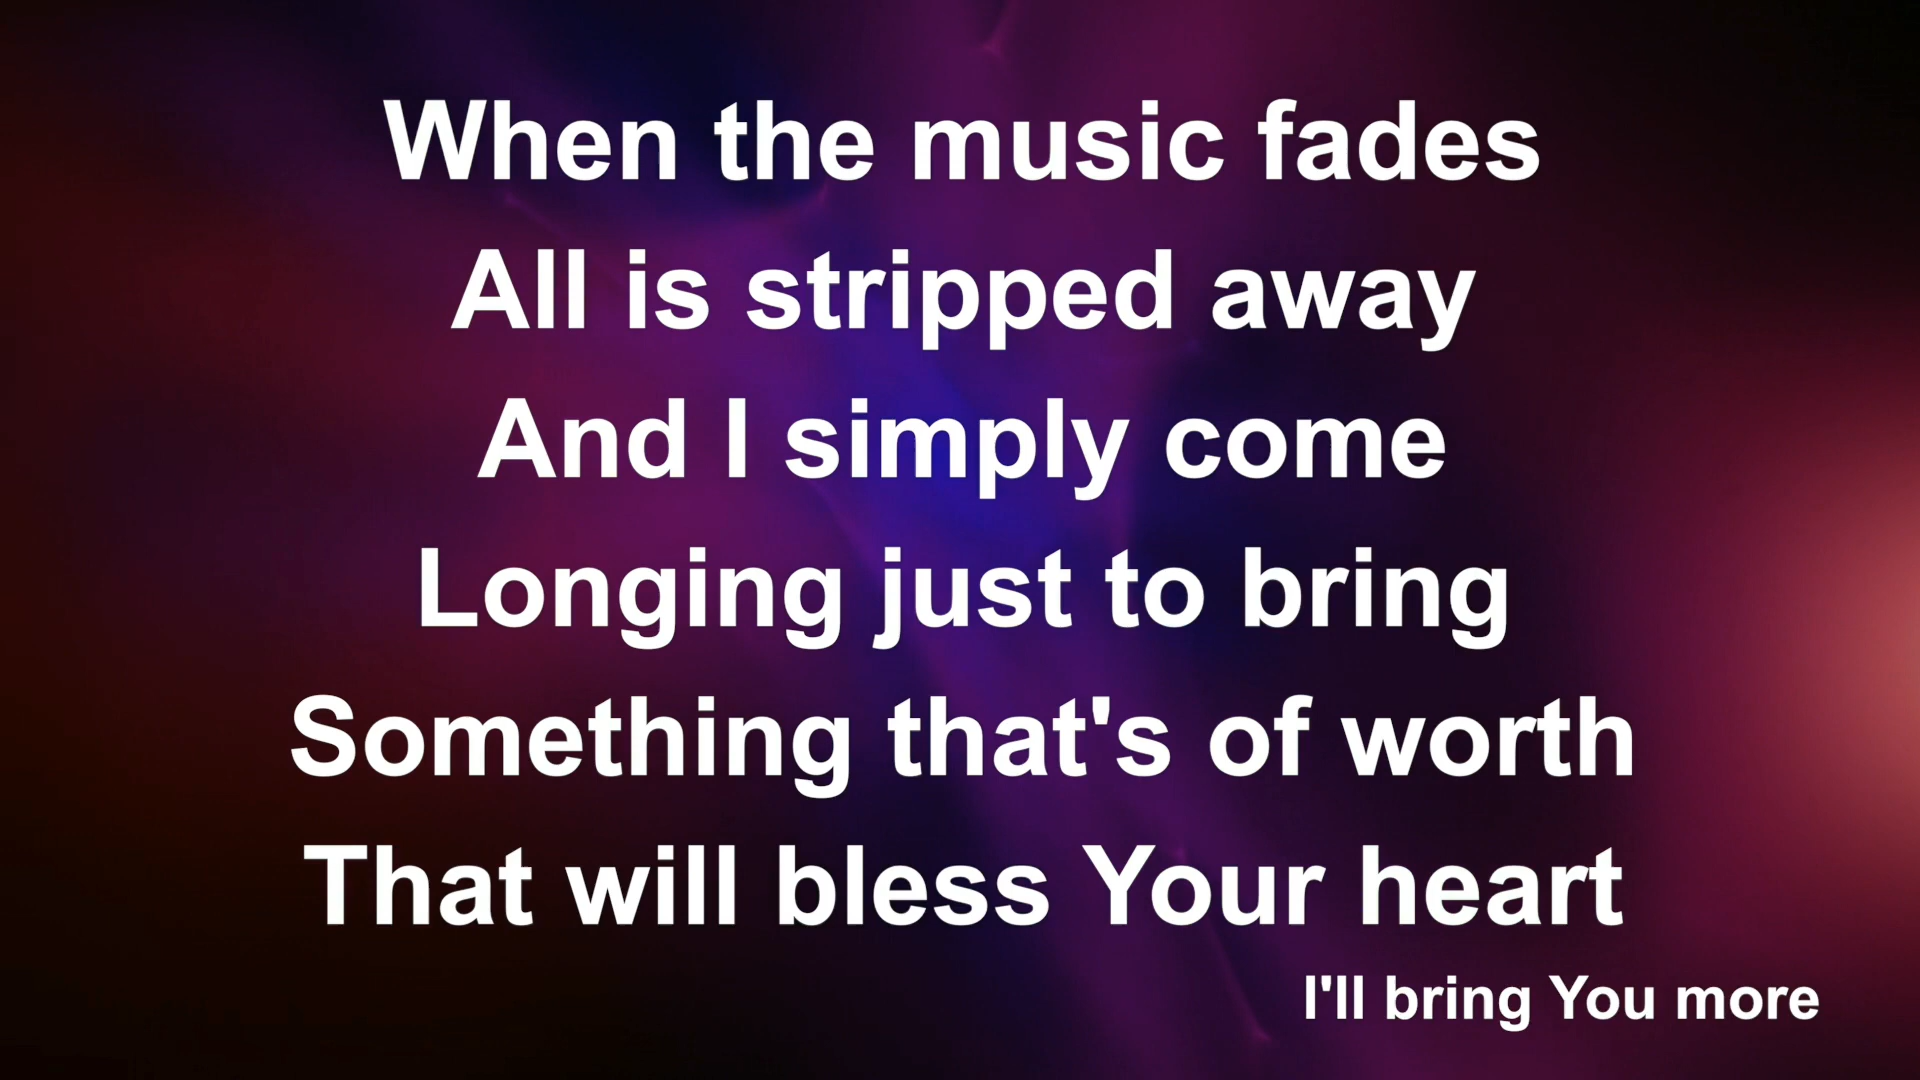 When the music fades
All is stripped away
And I simply come
Longing just to bring
Something that's of worth
That will bless Your heart
I'll bring You more